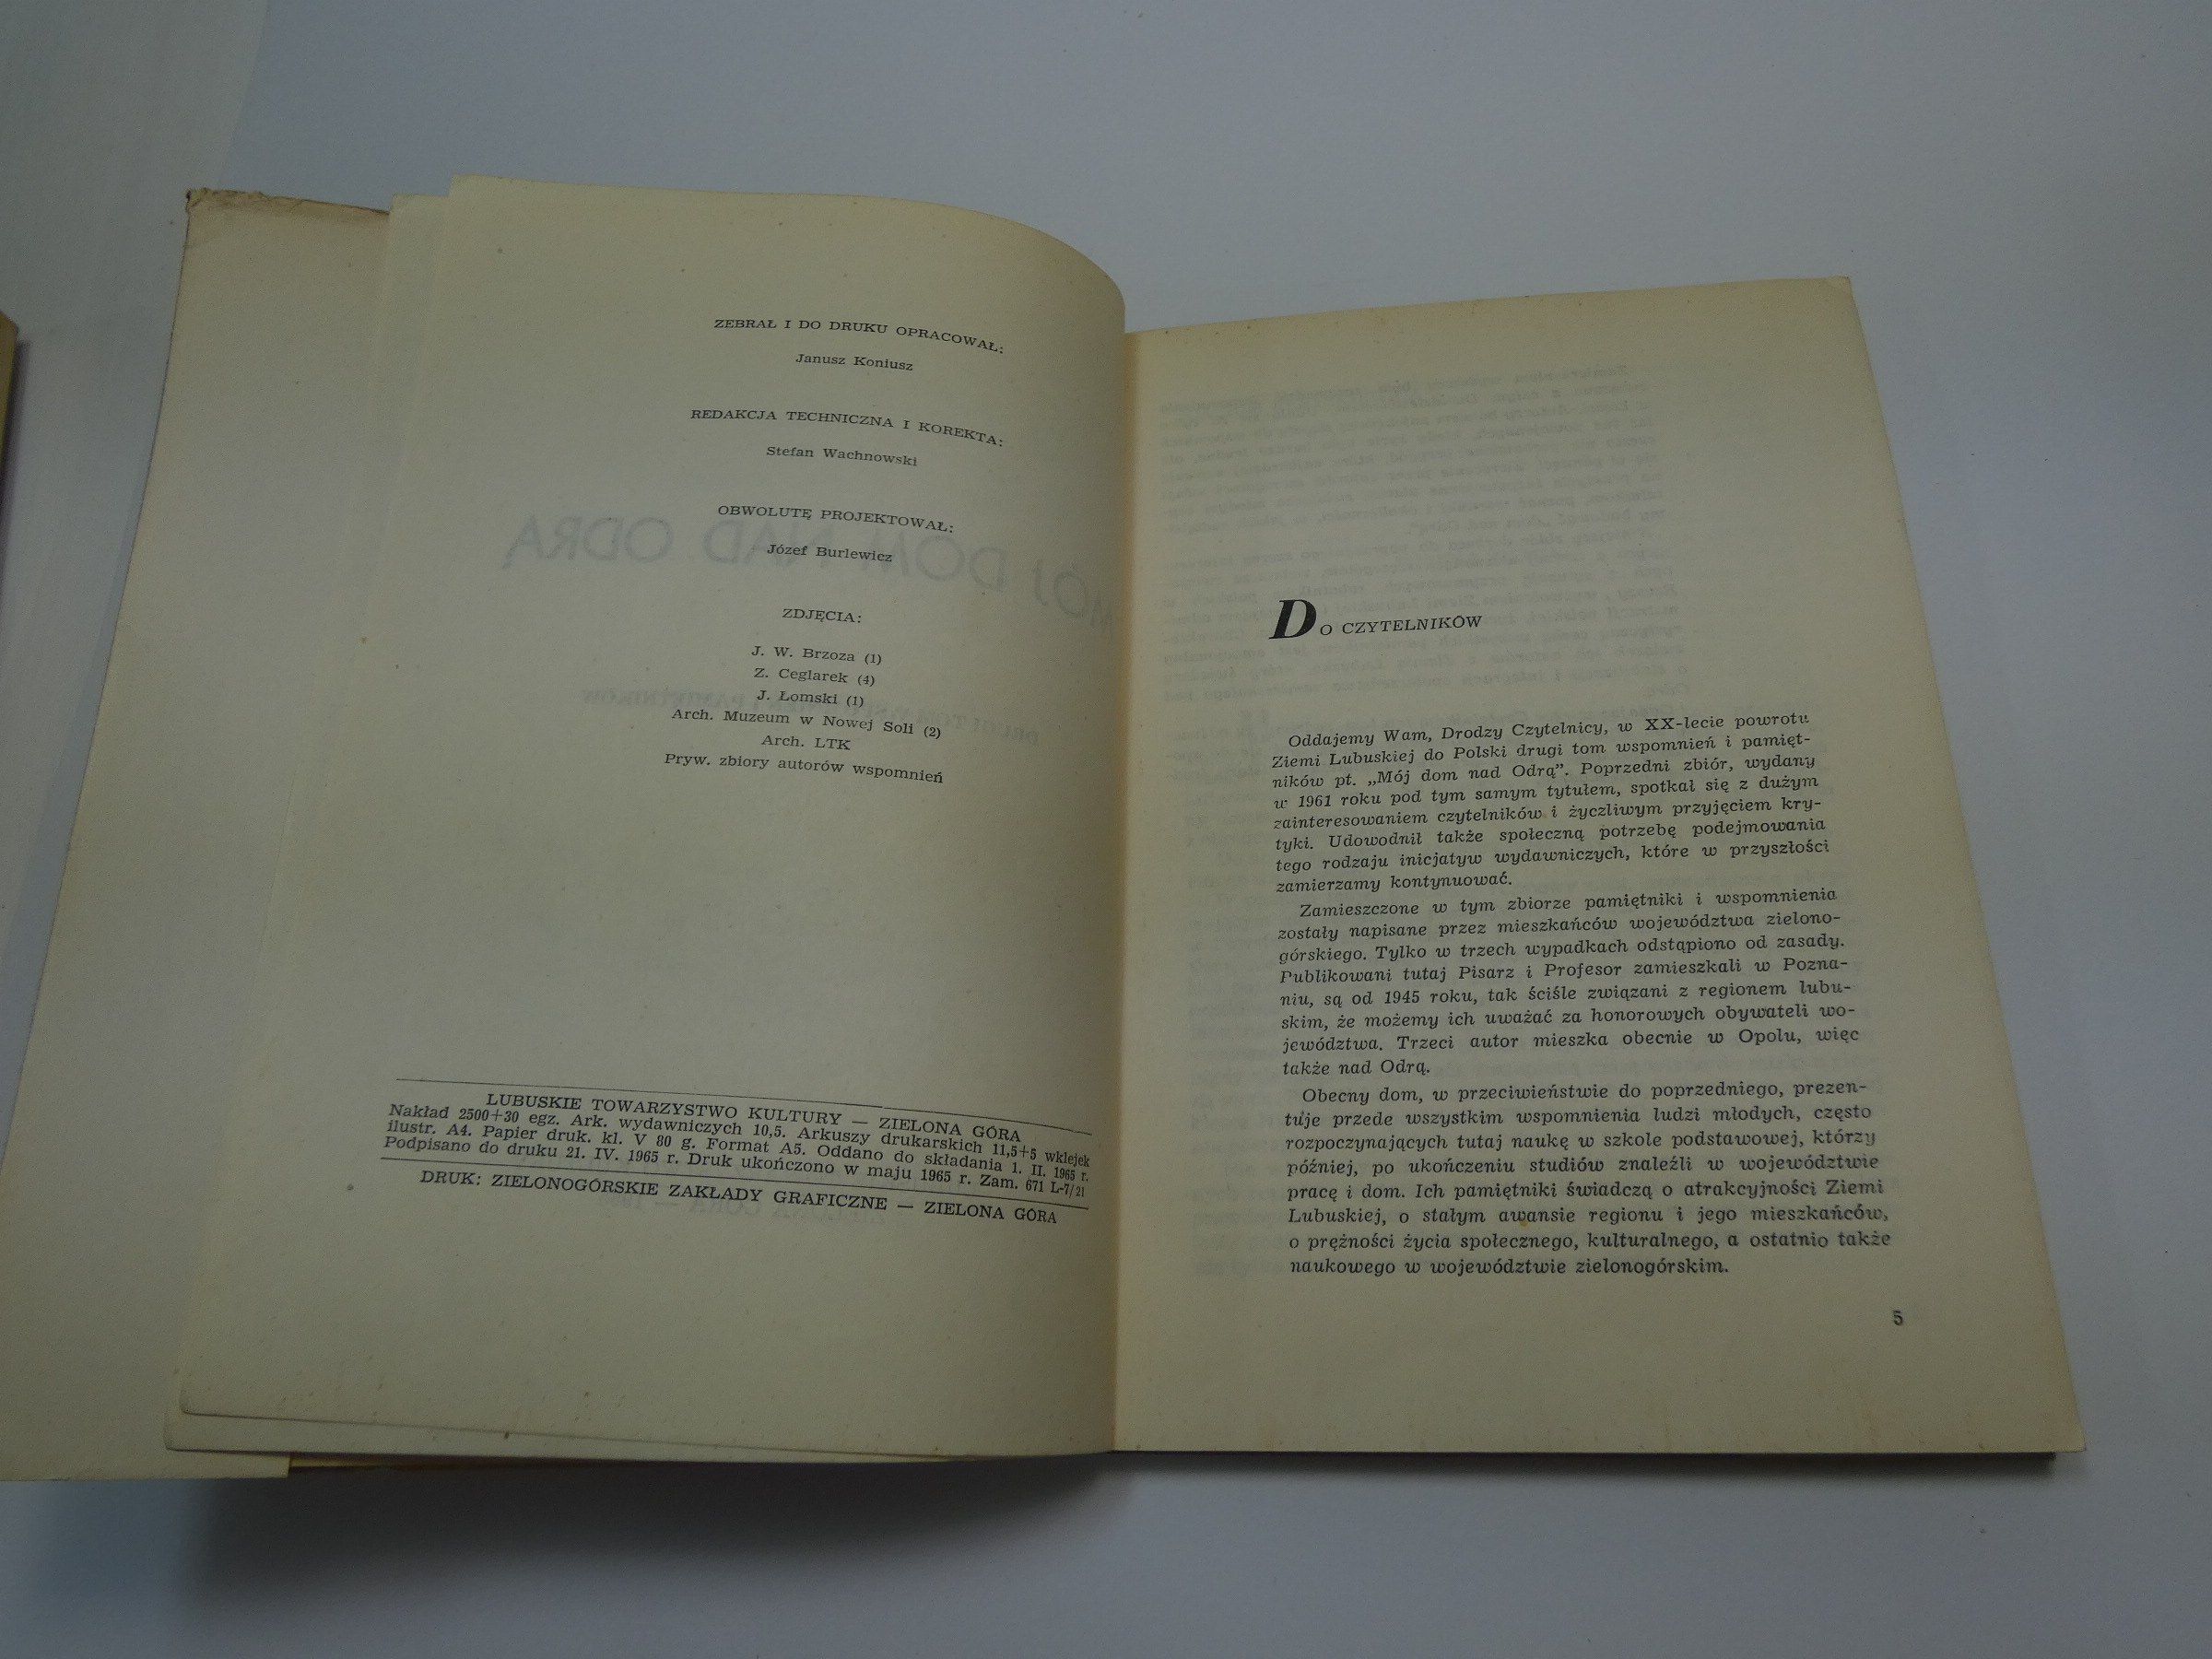 ZEBRAŁ I DO DRUKU OPRACOWAŁ:
Janusz Koniusz
REDAKCJA TECHNICZNA I KOREKTA:
Stefan Wachnowski
OBWOLUTĘ PROJEKTOWAŁ:
Józef Burlewicz
ZDJĘCIA:
J. W. Brzoza (1)
Z. Ceglarek (4)
J. Łomski (1)
Arch. Muzeum w Nowej Soli (2)
Arch. LTK
Pryw. zbiory autorów wspomnień
LUBUSKIE TOWARZYSTWO KULTURY — ZIELONA GÓRA
Nakład 2500+30 egz. Ark. wydawniczych 10,5. Arkuszy drukarskich 11,5+5 wklejek
ilustr. A4. Papier druk. kl. V 80 g. Format A5. Oddano do składania 1. II. 1965 r.
Podpisano do druku 21. IV. 1965 r. Druk ukończono w maju 1965 r. Zam. 671 L-7/21
DRUK: ZIELONOGÓRSKIE ZAKŁADY GRAFICZNE — ZIELONA GÓRA
DO CZYTELNIKÓW
Oddajemy Wam, Drodzy Czytelnicy, w XX-lecie powrotu
Ziemi Lubuskiej do Polski drugi tom wspomnień i pamięt-
ników pt. „Mój dom nad Odrą”. Poprzedni zbiór, wydany
w 1961 roku pod tym samym tytułem, spotkał się z dużym
zainteresowaniem czytelników i życzliwym przyjęciem kry-
tyki. Udowodnił także społeczną potrzebę podejmowania
tego rodzaju inicjatyw wydawniczych, które w przyszłości
zamierzamy kontynuować.
Zamieszczone w tym zbiorze pamiętniki i wspomnienia
zostały napisane przez mieszkańców województwa zielono-
górskiego. Tylko w trzech wypadkach odstąpiono od zasady.
Publikowani tutaj Pisarz i Profesor zamieszkali w Pozna-
niu, są od 1945 roku, tak ściśle związani z regionem lubu-
skim, że możemy ich uważać za honorowych obywateli wo-
jewództwa. Trzeci autor mieszka obecnie w Opolu, więc
także nad Odrą.
Obecny dom, w przeciwieństwie do poprzedniego, prezen-
tuje przede wszystkim wspomnienia ludzi młodych, często
rozpoczynających tutaj naukę w szkole podstawowej, którzy
później, po ukończeniu studiów znaleźli w województwie
pracę i dom. Ich pamiętniki świadczą o atrakcyjności Ziemi
Lubuskiej, o stałym awansie regionu i jego mieszkańców,
o prężności życia społecznego, kulturalnego, a ostatnio także
naukowego w województwie zielonogórskim.
5